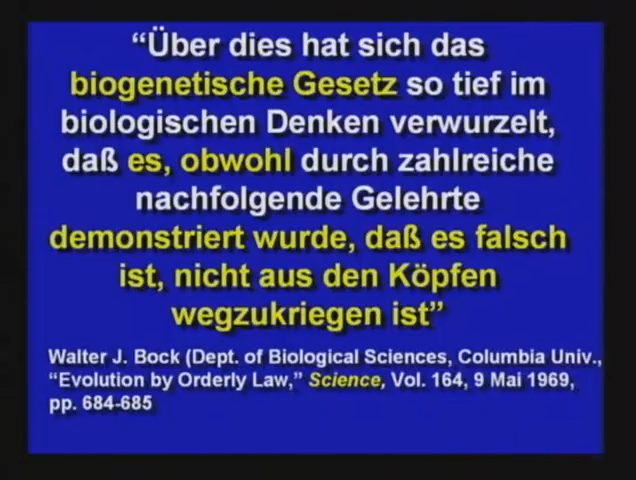 “Über dies hat sich das
biogenetische Gesetz so tief im
biologischen Denken verwurzelt,
daß es, obwohl durch zahlreiche
nachfolgende Gelehrte
demonstriert wurde, daß es falsch
ist, nicht aus den Köpfen
wegzukriegen ist”
Walter J. Bock (Dept. of Biological Sciences, Columbia Univ.,
“Evolution by Orderly Law,” Science, Vol. 164, 9 Mai 1969,
pp. 684-685